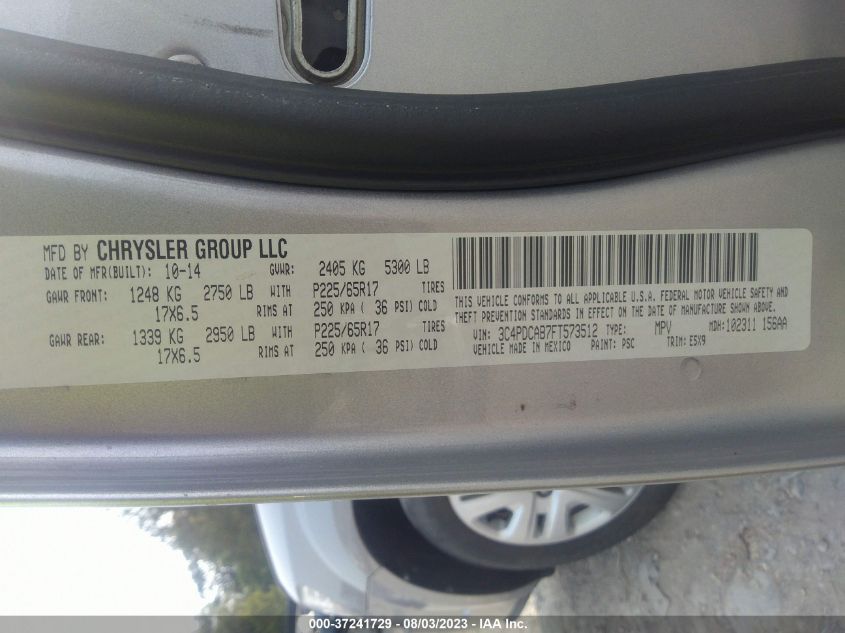 MFD BY CHRYSLER GROUP LLC
DATE OF MFR(BUILT): 10-14 GVWR: 2405 KG 5300 LB
GAWR FRONT: 1248 KG 2750 LB WITH P225/65R17 TIRES
17X6.5 RIMS AT 250 KPA ( 36 PSI) COLD
GAWR REAR: 1339 KG 2950 LB WITH P225/65R17 TIRES
17X6.5 RIMS AT 250 KPA ( 36 PSI) COLD
THIS VEHICLE CONFORMS TO ALL APPLICABLE U.S.A. FEDERAL MOTOR VEHICLE SAFETY AND
THEFT PREVENTION STANDARDS IN EFFECT ON THE DATE OF MANUFACTURE SHOWN ABOVE.
VIN: 3C4PDCAB7FT573512 TYPE: MPV MDH:102311 156AA
VEHICLE MADE IN MEXICO PAINT: PSC TRIM: E5X9
000-37241729 - 08/03/2023 - IAA Inc.